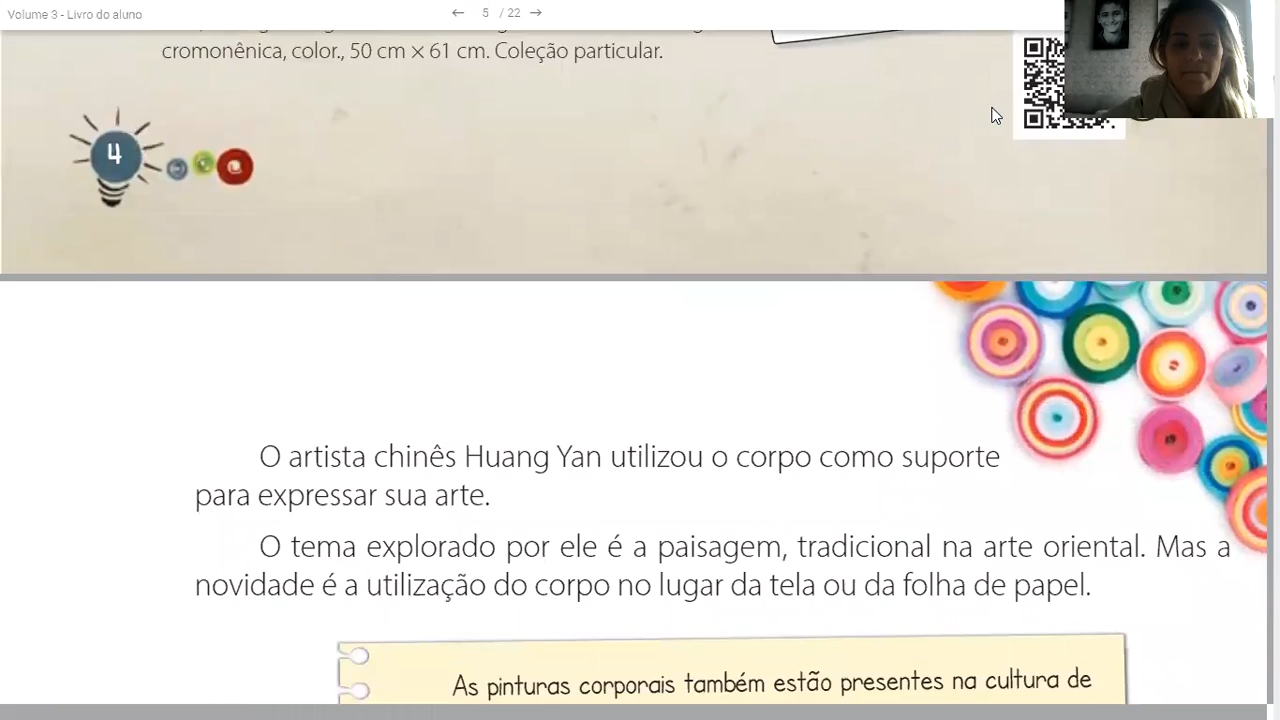 Volume 3 - Livro do aluno
← 5 / 22 →
cromonênica, color., 50 cm × 61 cm. Coleção particular.
4
O artista chinês Huang Yan utilizou o corpo como suporte
para expressar sua arte.
O tema explorado por ele é a paisagem, tradicional na arte oriental. Mas a
novidade é a utilização do corpo no lugar da tela ou da folha de papel.
As pinturas corporais também estão presentes na cultura de